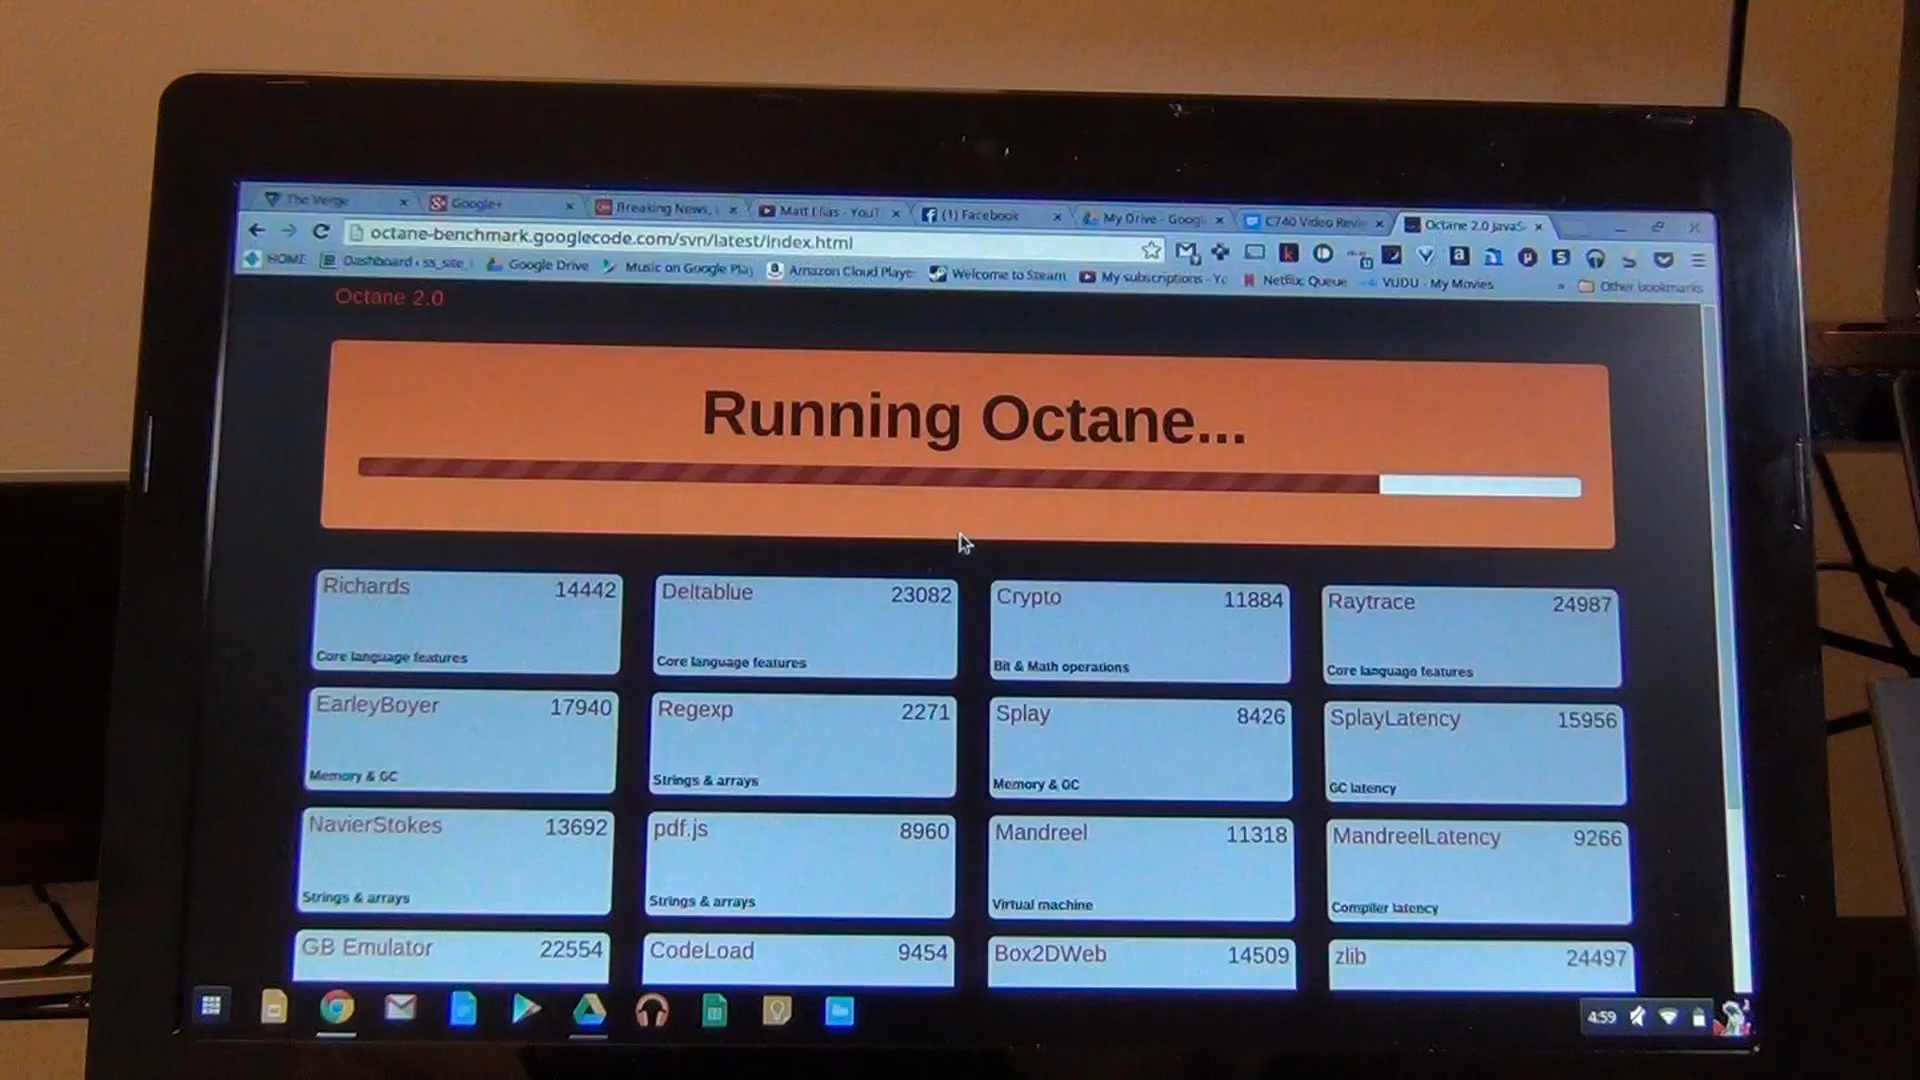 The Verge
Google+
Breaking News,
Matt Elias - YouT
(1) Facebook
My Drive - Googl
C740 Video Revie
Octane 2.0 JavaS
octane-benchmark.googlecode.com/svn/latest/index.html
HOME
Dashboard ‹ ss_site_
Google Drive
Music on Google Play
Amazon Cloud Player
Welcome to Steam
My subscriptions - Yo
Netflix Queue
VUDU - My Movies
»
Other bookmarks
Octane 2.0
Running Octane...
Richards 14442
Core language features
Deltablue 23082
Core language features
Crypto 11884
Bit & Math operations
Raytrace 24987
Core language features
EarleyBoyer 17940
Memory & GC
Regexp 2271
Strings & arrays
Splay 8426
Memory & GC
SplayLatency 15956
GC latency
NavierStokes 13692
Strings & arrays
pdf.js 8960
Strings & arrays
Mandreel 11318
Virtual machine
MandreelLatency 9266
Compiler latency
GB Emulator 22554
CodeLoad 9454
Box2DWeb 14509
zlib 24497
4:59